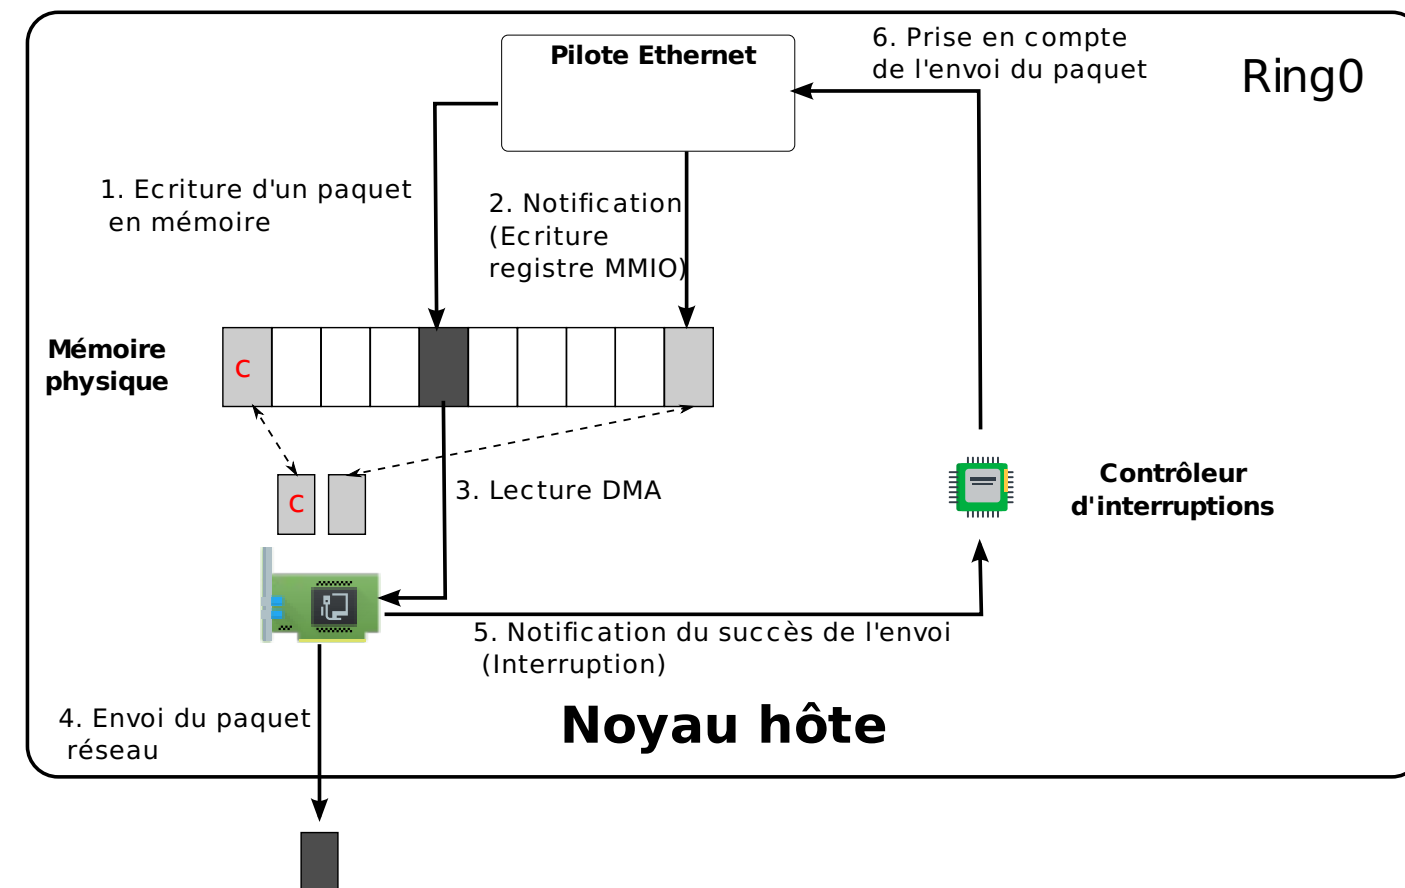 Pilote Ethernet
6. Prise en compte
de l'envoi du paquet
Ring0
1. Ecriture d'un paquet
en mémoire
2. Notification
(Ecriture
registre MMIO)
Mémoire
physique
C
C
3. Lecture DMA
Contrôleur
d'interruptions
5. Notification du succès de l'envoi
(Interruption)
4. Envoi du paquet
réseau
Noyau hôte